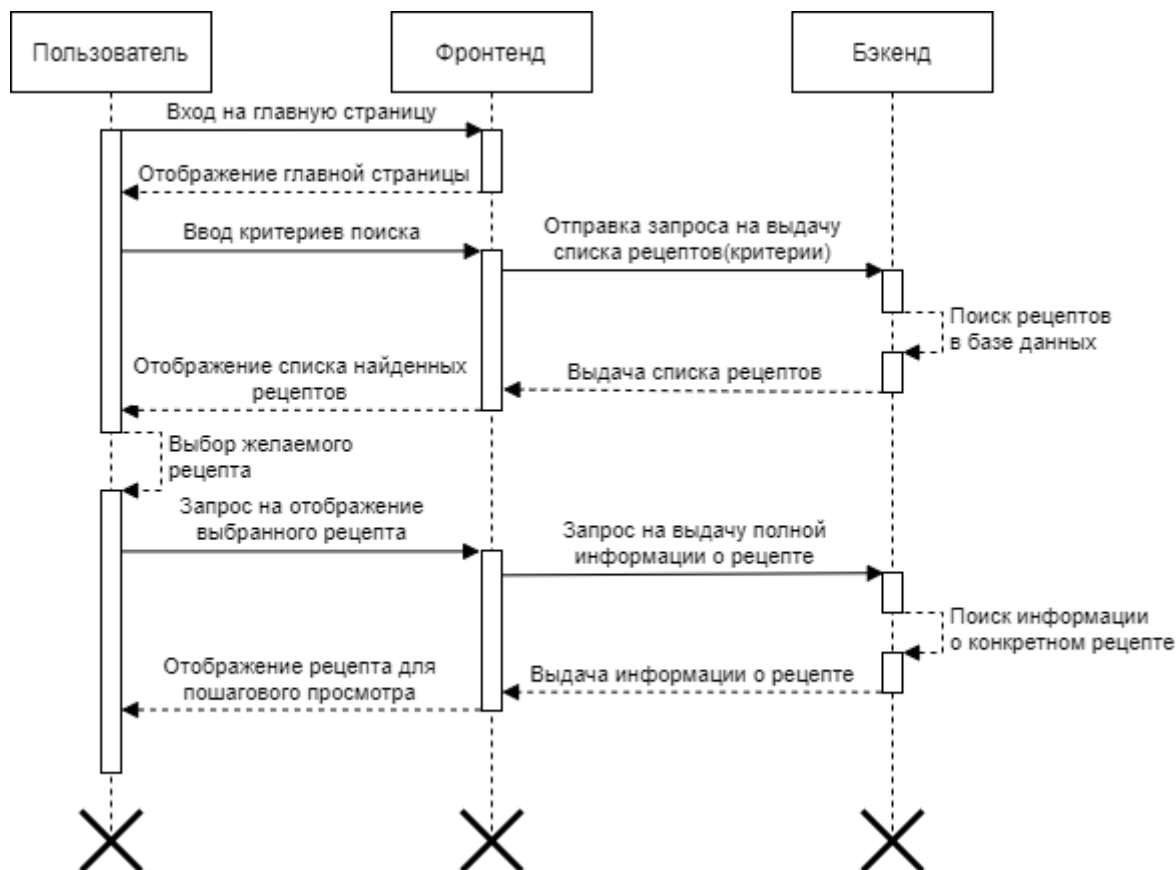 Пользователь
Фронтенд
Бэкенд
Вход на главную страницу
Отображение главной страницы
Ввод критериев поиска
Отправка запроса на выдачу
списка рецептов(критерии)
Поиск рецептов
в базе данных
Выдача списка рецептов
Отображение списка найденных
рецептов
Выбор желаемого
рецепта
Запрос на отображение
выбранного рецепта
Запрос на выдачу полной
информации о рецепте
Поиск информации
о конкретном рецепте
Выдача информации о рецепте
Отображение рецепта для
пошагового просмотра